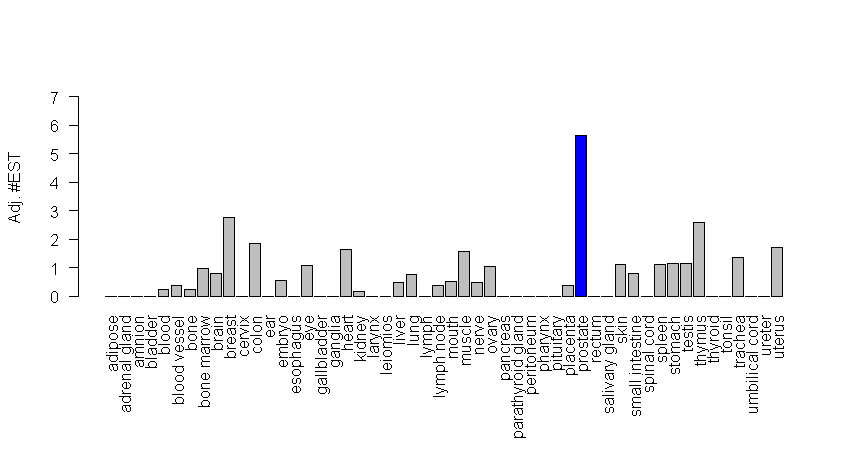 7
6
5
4
3
2
1
0
Adj. #EST
adipose
adrenal gland
amnion
bladder
blood
blood vessel
bone
bone marrow
brain
breast
cervix
colon
ear
embryo
esophagus
eye
gallbladder
ganglia
heart
kidney
larynx
leiomios
liver
lung
lymph
lymph node
mouth
muscle
nerve
ovary
pancreas
parathyroid gland
peritoneum
pharynx
pituitary
placenta
prostate
rectum
salivary gland
skin
small intestine
spinal cord
spleen
stomach
testis
thymus
thyroid
tonsil
trachea
umbilical cord
ureter
uterus